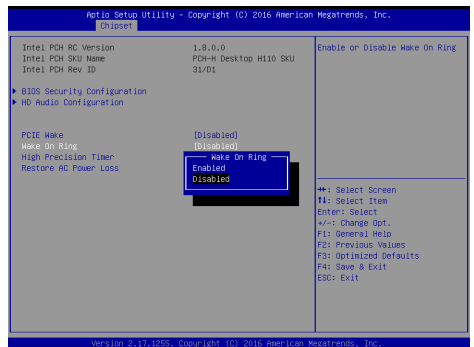 Aptio Setup Utility – Copyright (C) 2016 American Megatrends, Inc.
Chipset
Intel PCH RC Version 1.8.0.0
Intel PCH SKU Name PCH-H Desktop H110 SKU
Intel PCH Rev ID 31/D1
BIOS Security Configuration
HD Audio Configuration
PCIE Wake [Disabled]
Wake On Ring [Disabled]
High Precision Timer
Restore AC Power Loss
Wake On Ring
Enabled
Disabled
Enable or Disable Wake On Ring
→←: Select Screen
↑↓: Select Item
Enter: Select
+/-: Change Opt.
F1: General Help
F2: Previous Values
F3: Optimized Defaults
F4: Save & Exit
ESC: Exit
Version 2.17.1255. Copyright (C) 2016 American Megatrends, Inc.